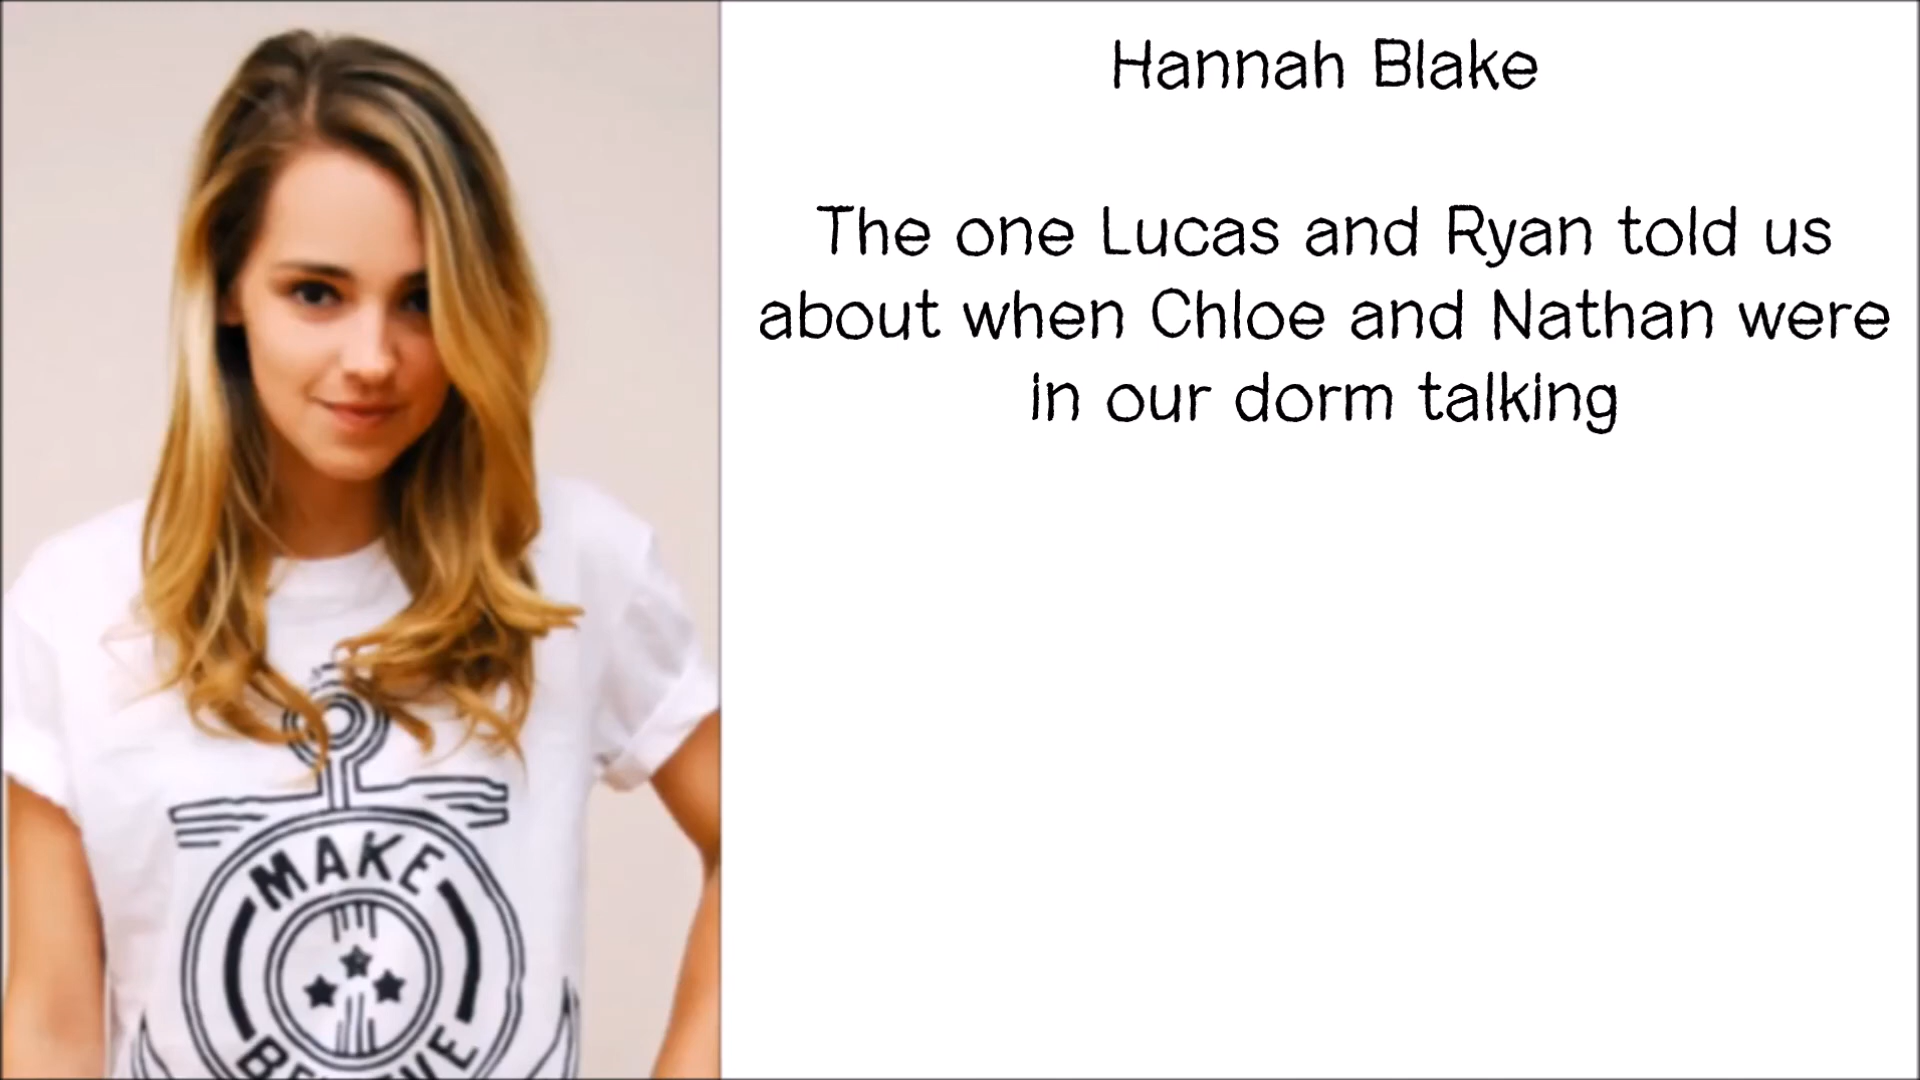 Hannah Blake
The one Lucas and Ryan told us
about when Chloe and Nathan were
in our dorm talking
MAKE